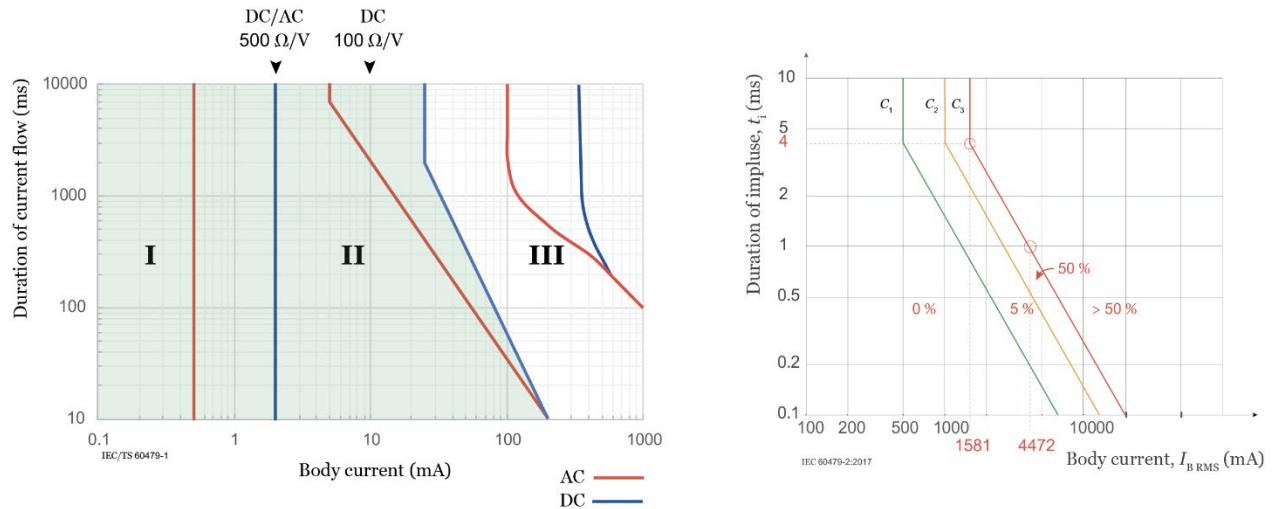 DC/AC
500 Ω/V
DC
100 Ω/V
Duration of current flow (ms)
10000
1000
100
10
I
II
III
0.1
1
10
100
1000
IEC/TS 60479-1
Body current (mA)
AC
DC
Duration of impluse, ti (ms)
10
5
4
2
1
0.5
0.2
0.1
C1
C2
C3
50 %
0 %
5 %
> 50 %
100
200
500
1000
10000
1581
4472
IEC 60479-2:2017
Body current, IB RMS (mA)